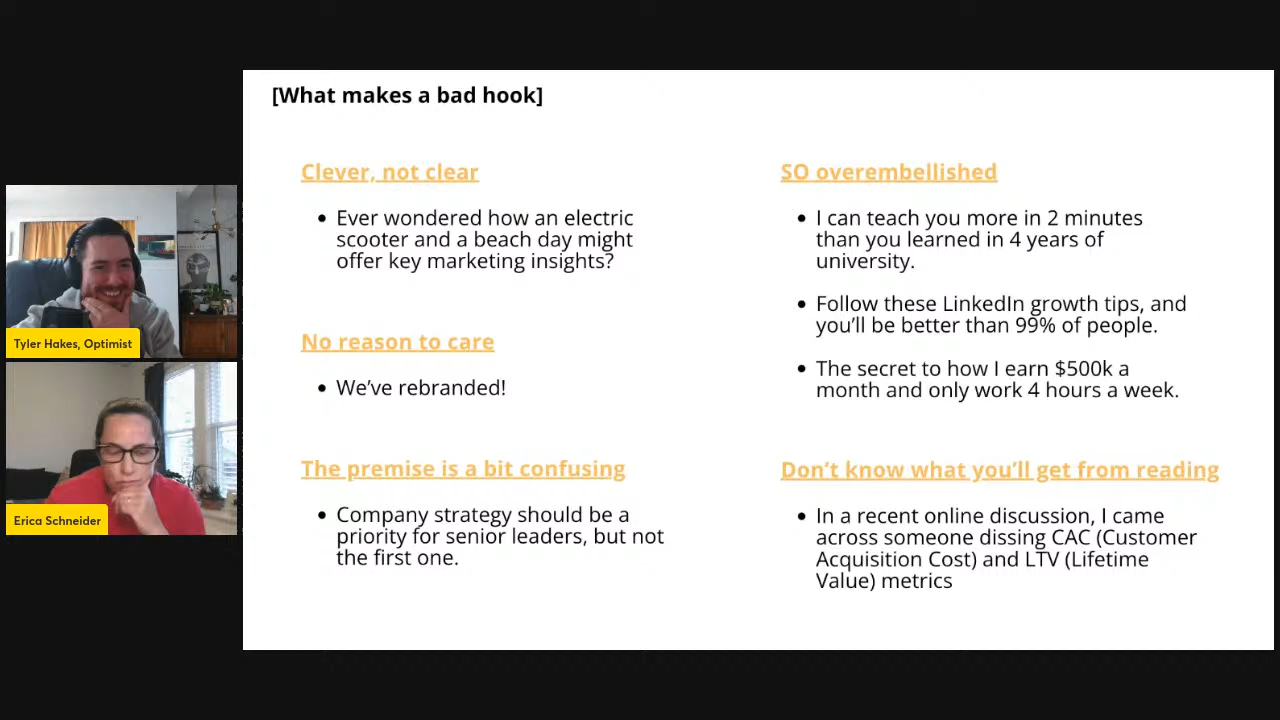 [What makes a bad hook]
Clever, not clear
Ever wondered how an electric
scooter and a beach day might
offer key marketing insights?
No reason to care
We’ve rebranded!
The premise is a bit confusing
Company strategy should be a
priority for senior leaders, but not
the first one.
SO overembellished
I can teach you more in 2 minutes
than you learned in 4 years of
university.
Follow these LinkedIn growth tips, and
you’ll be better than 99% of people.
The secret to how I earn $500k a
month and only work 4 hours a week.
Don’t know what you’ll get from reading
In a recent online discussion, I came
across someone dissing CAC (Customer
Acquisition Cost) and LTV (Lifetime
Value) metrics
Tyler Hakes, Optimist
Erica Schneider